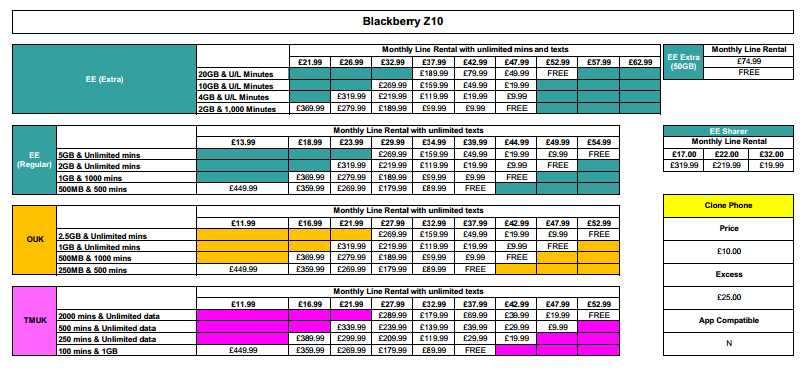 Blackberry Z10
EE (Extra)
Monthly Line Rental with unlimited mins and texts
£21.99 £26.99 £32.99 £37.99 £42.99 £47.99 £52.99 £57.99 £62.99
20GB & U/L Minutes £189.99 £79.99 £49.99 FREE
10GB & U/L Minutes £269.99 £159.99 £49.99 £19.99
4GB & U/L Minutes £319.99 £219.99 £119.99 £19.99 £9.99
2GB & 1,000 Minutes £369.99 £279.99 £189.99 £99.99 £9.99 FREE
EE Extra (50GB)
Monthly Line Rental
£74.99
FREE
EE (Regular)
Monthly Line Rental with unlimited texts
£13.99 £18.99 £23.99 £29.99 £34.99 £39.99 £44.99 £49.99 £54.99
5GB & Unlimited mins £269.99 £159.99 £49.99 £19.99 £9.99 FREE
2GB & Unlimited mins £319.99 £219.99 £119.99 £19.99 £9.99 FREE
1GB & 1000 mins £369.99 £279.99 £189.99 £99.99 £9.99 FREE
500MB & 500 mins £449.99 £359.99 £269.99 £179.99 £89.99 FREE
EE Sharer
Monthly Line Rental
£17.00 £22.00 £32.00
£319.99 £219.99 £19.99
OUK
Monthly Line Rental with unlimited texts
£11.99 £16.99 £21.99 £27.99 £32.99 £37.99 £42.99 £47.99 £52.99
2.5GB & Unlimited mins £269.99 £159.99 £49.99 £19.99 £9.99 FREE
1GB & Unlimited mins £319.99 £219.99 £119.99 £19.99 £9.99 FREE
500MB & 1000 mins £369.99 £279.99 £189.99 £99.99 £9.99 FREE
250MB & 500 mins £449.99 £359.99 £269.99 £179.99 £89.99 FREE
Clone Phone
Price
£10.00
Excess
£25.00
App Compatible
N
TMUK
Monthly Line Rental with unlimited texts
£11.99 £16.99 £21.99 £27.99 £32.99 £37.99 £42.99 £47.99 £52.99
2000 mins & Unlimited data £289.99 £179.99 £69.99 £39.99 £19.99 FREE
500 mins & Unlimited data £339.99 £239.99 £139.99 £39.99 £29.99 £9.99
250 mins & Unlimited data £389.99 £299.99 £209.99 £119.99 £29.99 £19.99
100 mins & 1GB £449.99 £359.99 £269.99 £179.99 £89.99 FREE